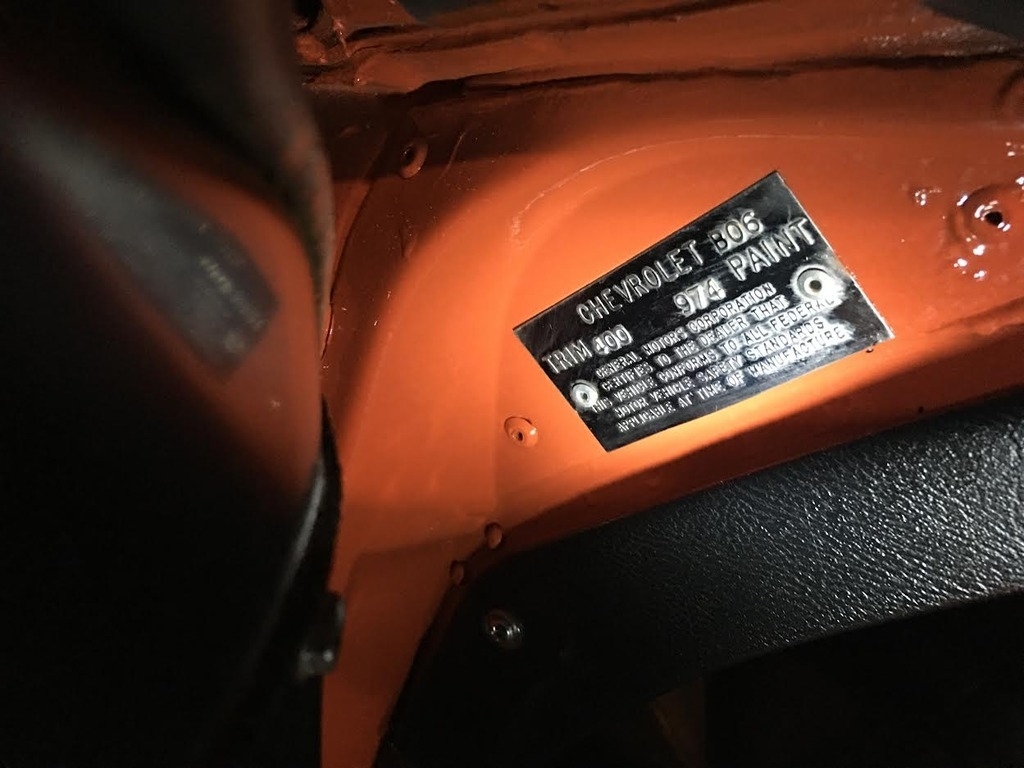 CHEVROLET B06
TRIM 400 974 PAINT
GENERAL MOTORS CORPORATION
CERTIFIES TO THE DEALER THAT
THIS VEHICLE CONFORMS TO ALL FEDERAL
MOTOR VEHICLE SAFETY STANDARDS
APPLICABLE AT TIME OF MANUFACTURE